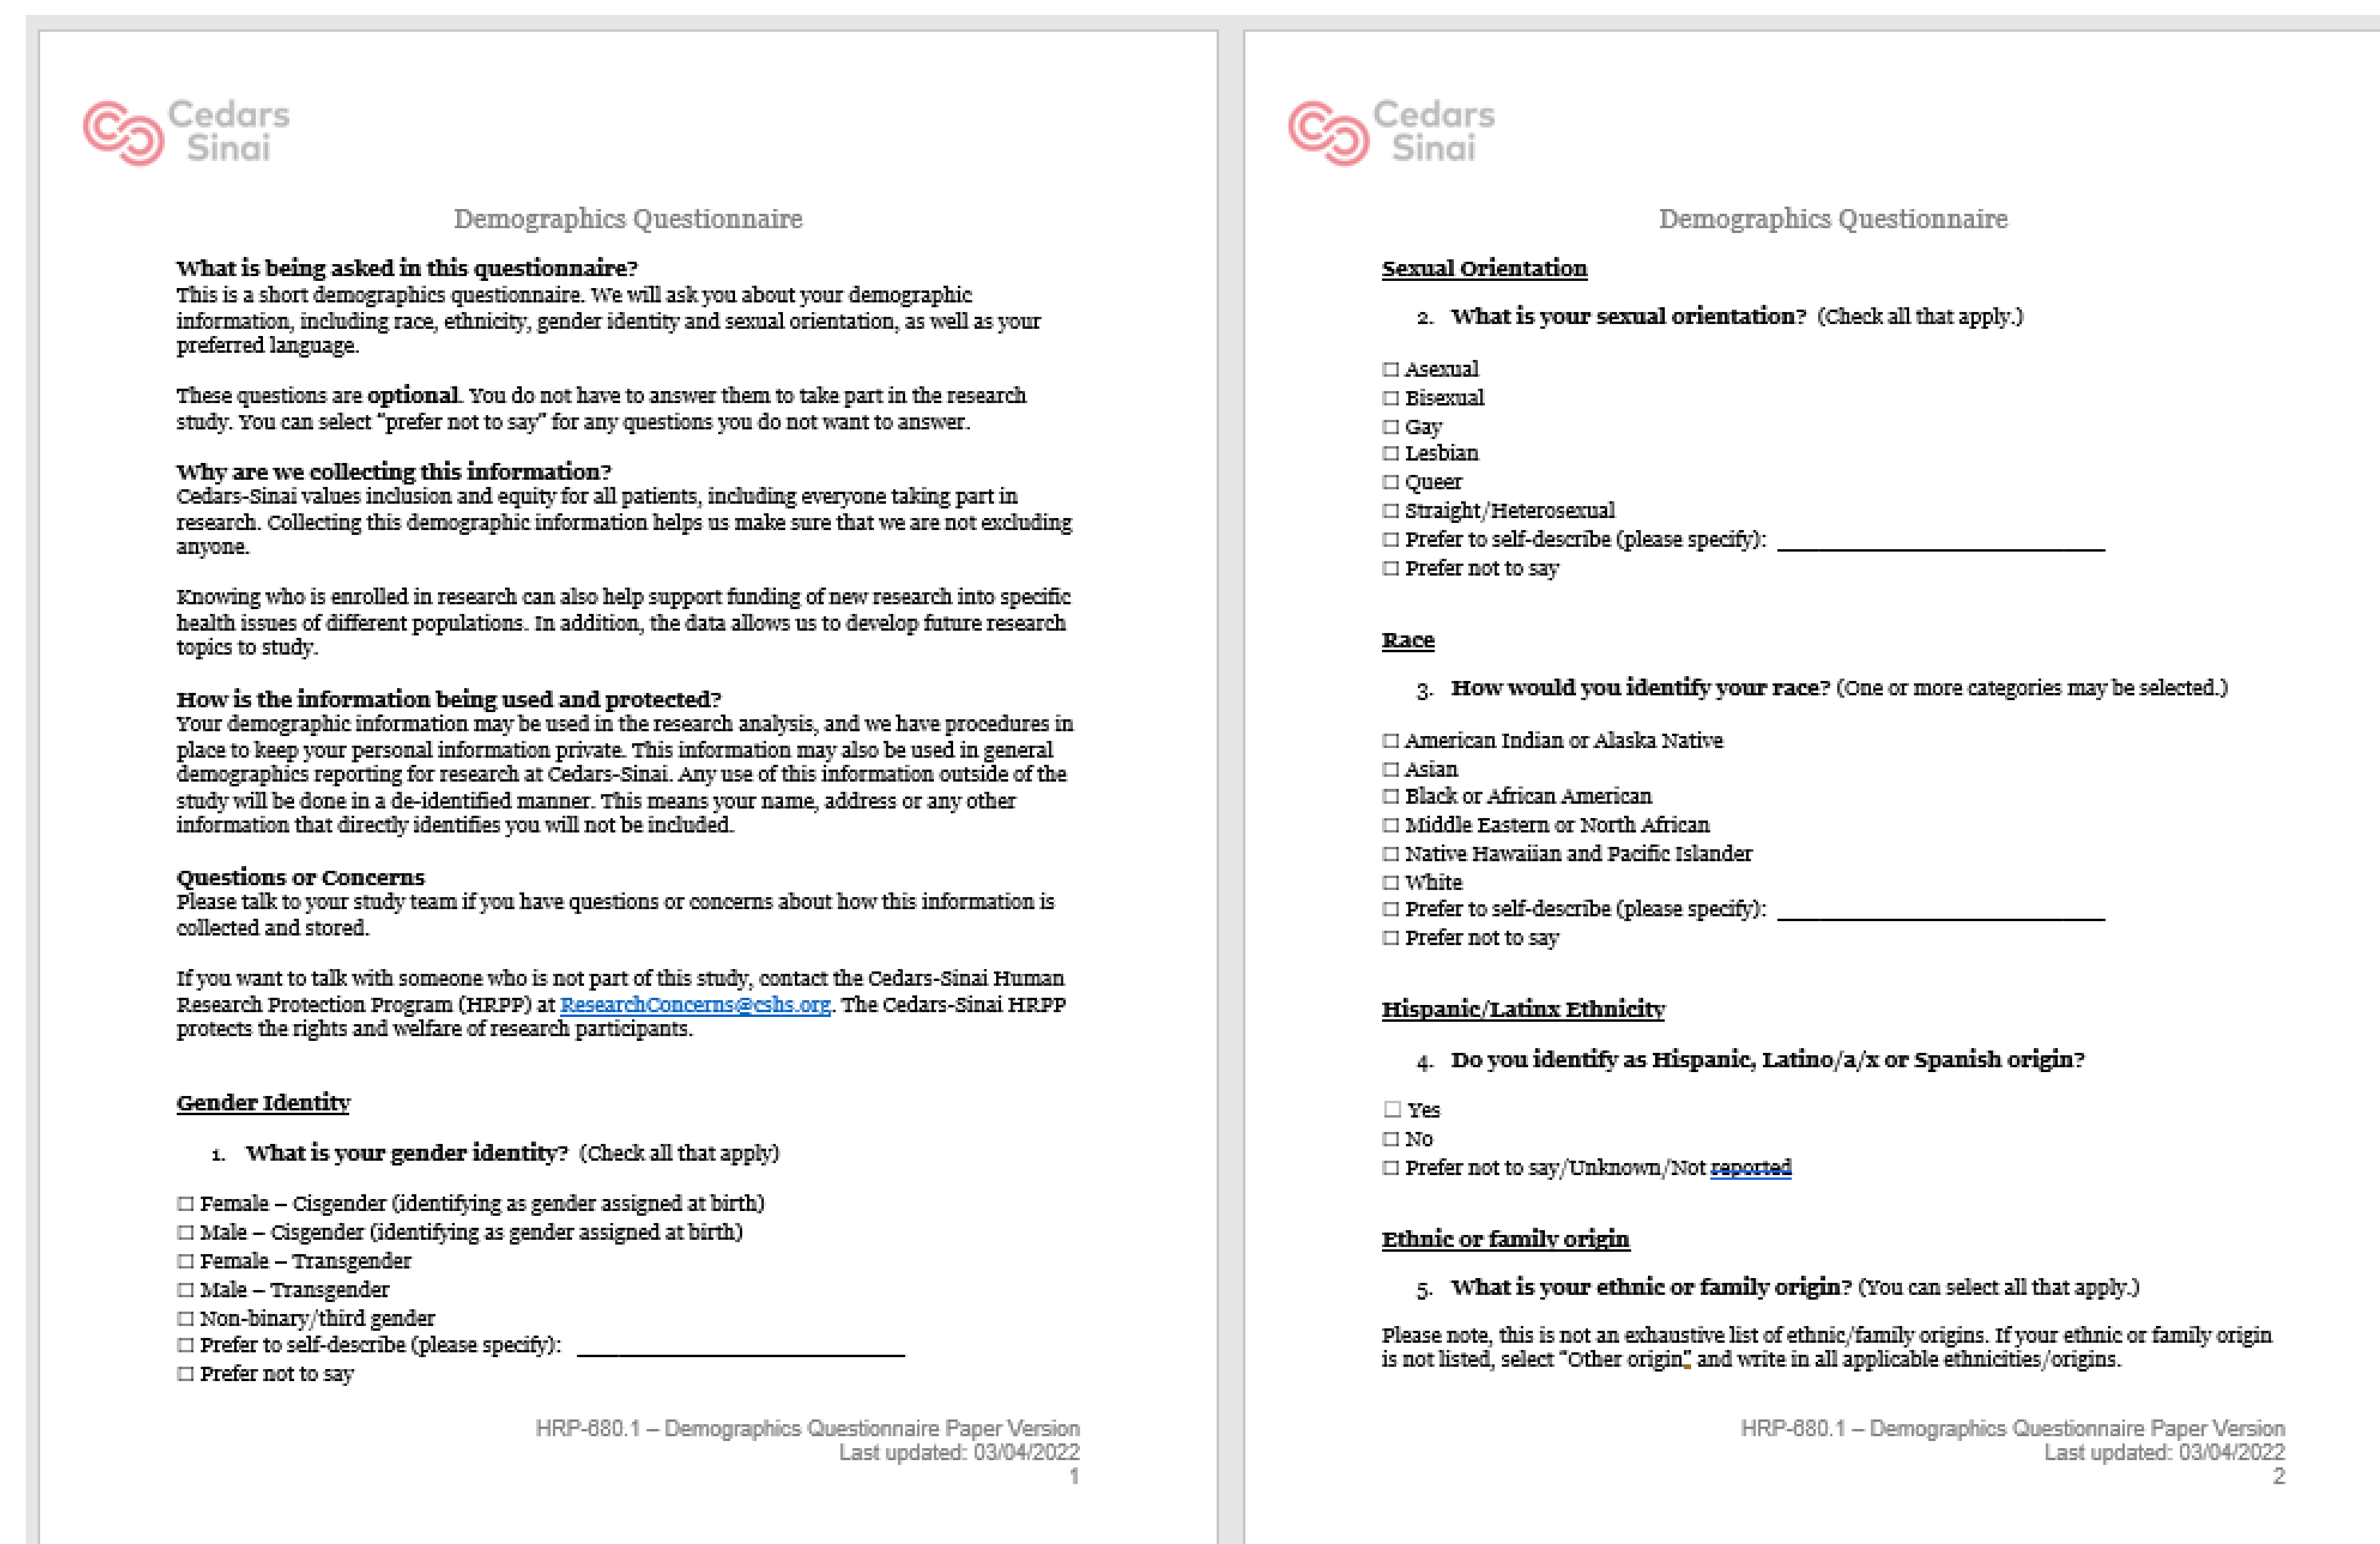 Cedars
Sinai
Demographics Questionnaire
What is being asked in this questionnaire?
This is a short demographics questionnaire. We will ask you about your demographic
information, including race, ethnicity, gender identity and sexual orientation, as well as your
preferred language.
These questions are optional. You do not have to answer them to take part in the research
study. You can select "prefer not to say" for any questions you do not want to answer.
Why are we collecting this information?
Cedars-Sinai values inclusion and equity for all patients, including everyone taking part in
research. Collecting this demographic information helps us make sure that we are not excluding
anyone.
Knowing who is enrolled in research can also help support funding of new research into specific
health issues of different populations. In addition, the data allows us to develop future research
topics to study.
How is the information being used and protected?
Your demographic information may be used in the research analysis, and we have procedures in
place to keep your personal information private. This information may also be used in general
demographics reporting for research at Cedars-Sinai. Any use of this information outside of the
study will be done in a de-identified manner. This means your name, address or any other
information that directly identifies you will not be included.
Questions or Concerns
Please talk to your study team if you have questions or concerns about how this information is
collected and stored.
If you want to talk with someone who is not part of this study, contact the Cedars-Sinai Human
Research Protection Program (HRPP) at ResearchConcerns@cshs.org. The Cedars-Sinai HRPP
protects the rights and welfare of research participants.
Gender Identity
1. What is your gender identity? (Check all that apply)
☐ Female – Cisgender (identifying as gender assigned at birth)
☐ Male – Cisgender (identifying as gender assigned at birth)
☐ Female – Transgender
☐ Male – Transgender
☐ Non-binary/third gender
☐ Prefer to self-describe (please specify): ______________________________
☐ Prefer not to say
HRP-680.1 – Demographics Questionnaire Paper Version
Last updated: 03/04/2022
1
Cedars
Sinai
Demographics Questionnaire
Sexual Orientation
2. What is your sexual orientation? (Check all that apply.)
☐ Asexual
☐ Bisexual
☐ Gay
☐ Lesbian
☐ Queer
☐ Straight/Heterosexual
☐ Prefer to self-describe (please specify): ______________________________
☐ Prefer not to say
Race
3. How would you identify your race? (One or more categories may be selected.)
☐ American Indian or Alaska Native
☐ Asian
☐ Black or African American
☐ Middle Eastern or North African
☐ Native Hawaiian and Pacific Islander
☐ White
☐ Prefer to self-describe (please specify): ______________________________
☐ Prefer not to say
Hispanic/Latinx Ethnicity
4. Do you identify as Hispanic, Latino/a/x or Spanish origin?
☐ Yes
☐ No
☐ Prefer not to say/Unknown/Not reported
Ethnic or family origin
5. What is your ethnic or family origin? (You can select all that apply.)
Please note, this is not an exhaustive list of ethnic/family origins. If your ethnic or family origin
is not listed, select "Other origin" and write in all applicable ethnicities/origins.
HRP-680.1 – Demographics Questionnaire Paper Version
Last updated: 03/04/2022
2